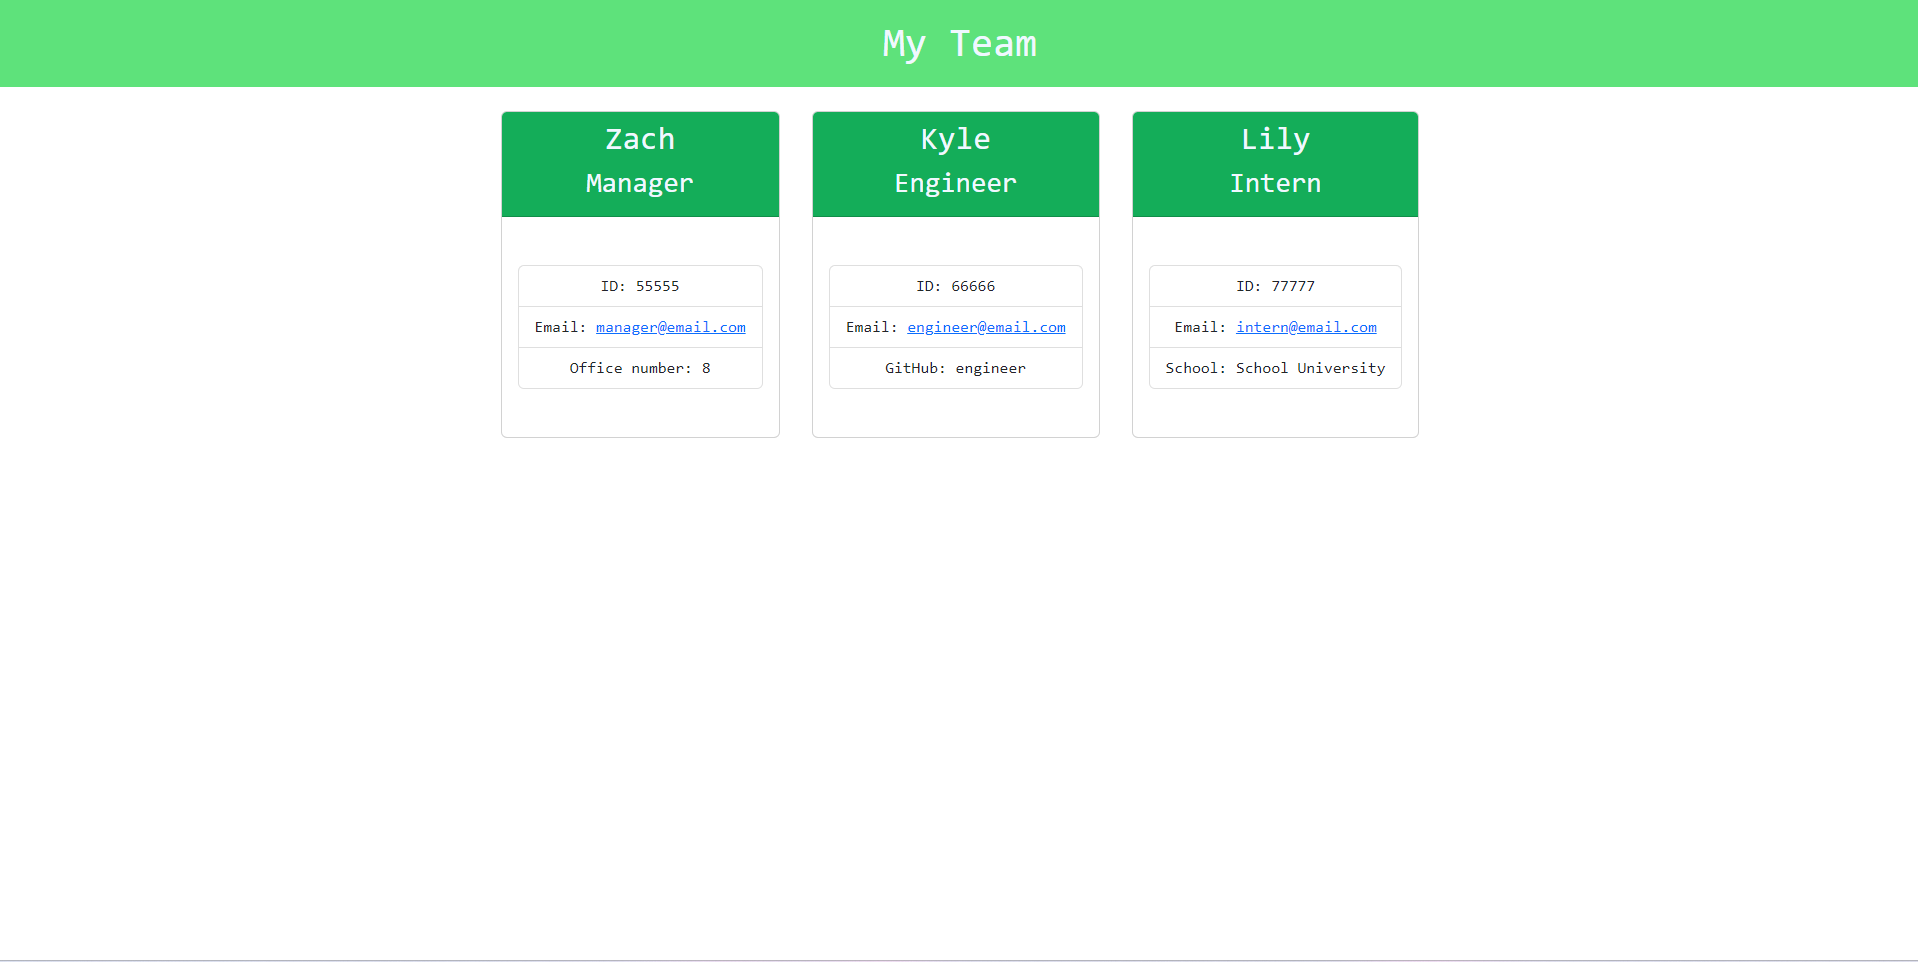 My Team
Zach
Manager
ID: 55555
Email: manager@email.com
Office number: 8
Kyle
Engineer
ID: 66666
Email: engineer@email.com
GitHub: engineer
Lily
Intern
ID: 77777
Email: intern@email.com
School: School University